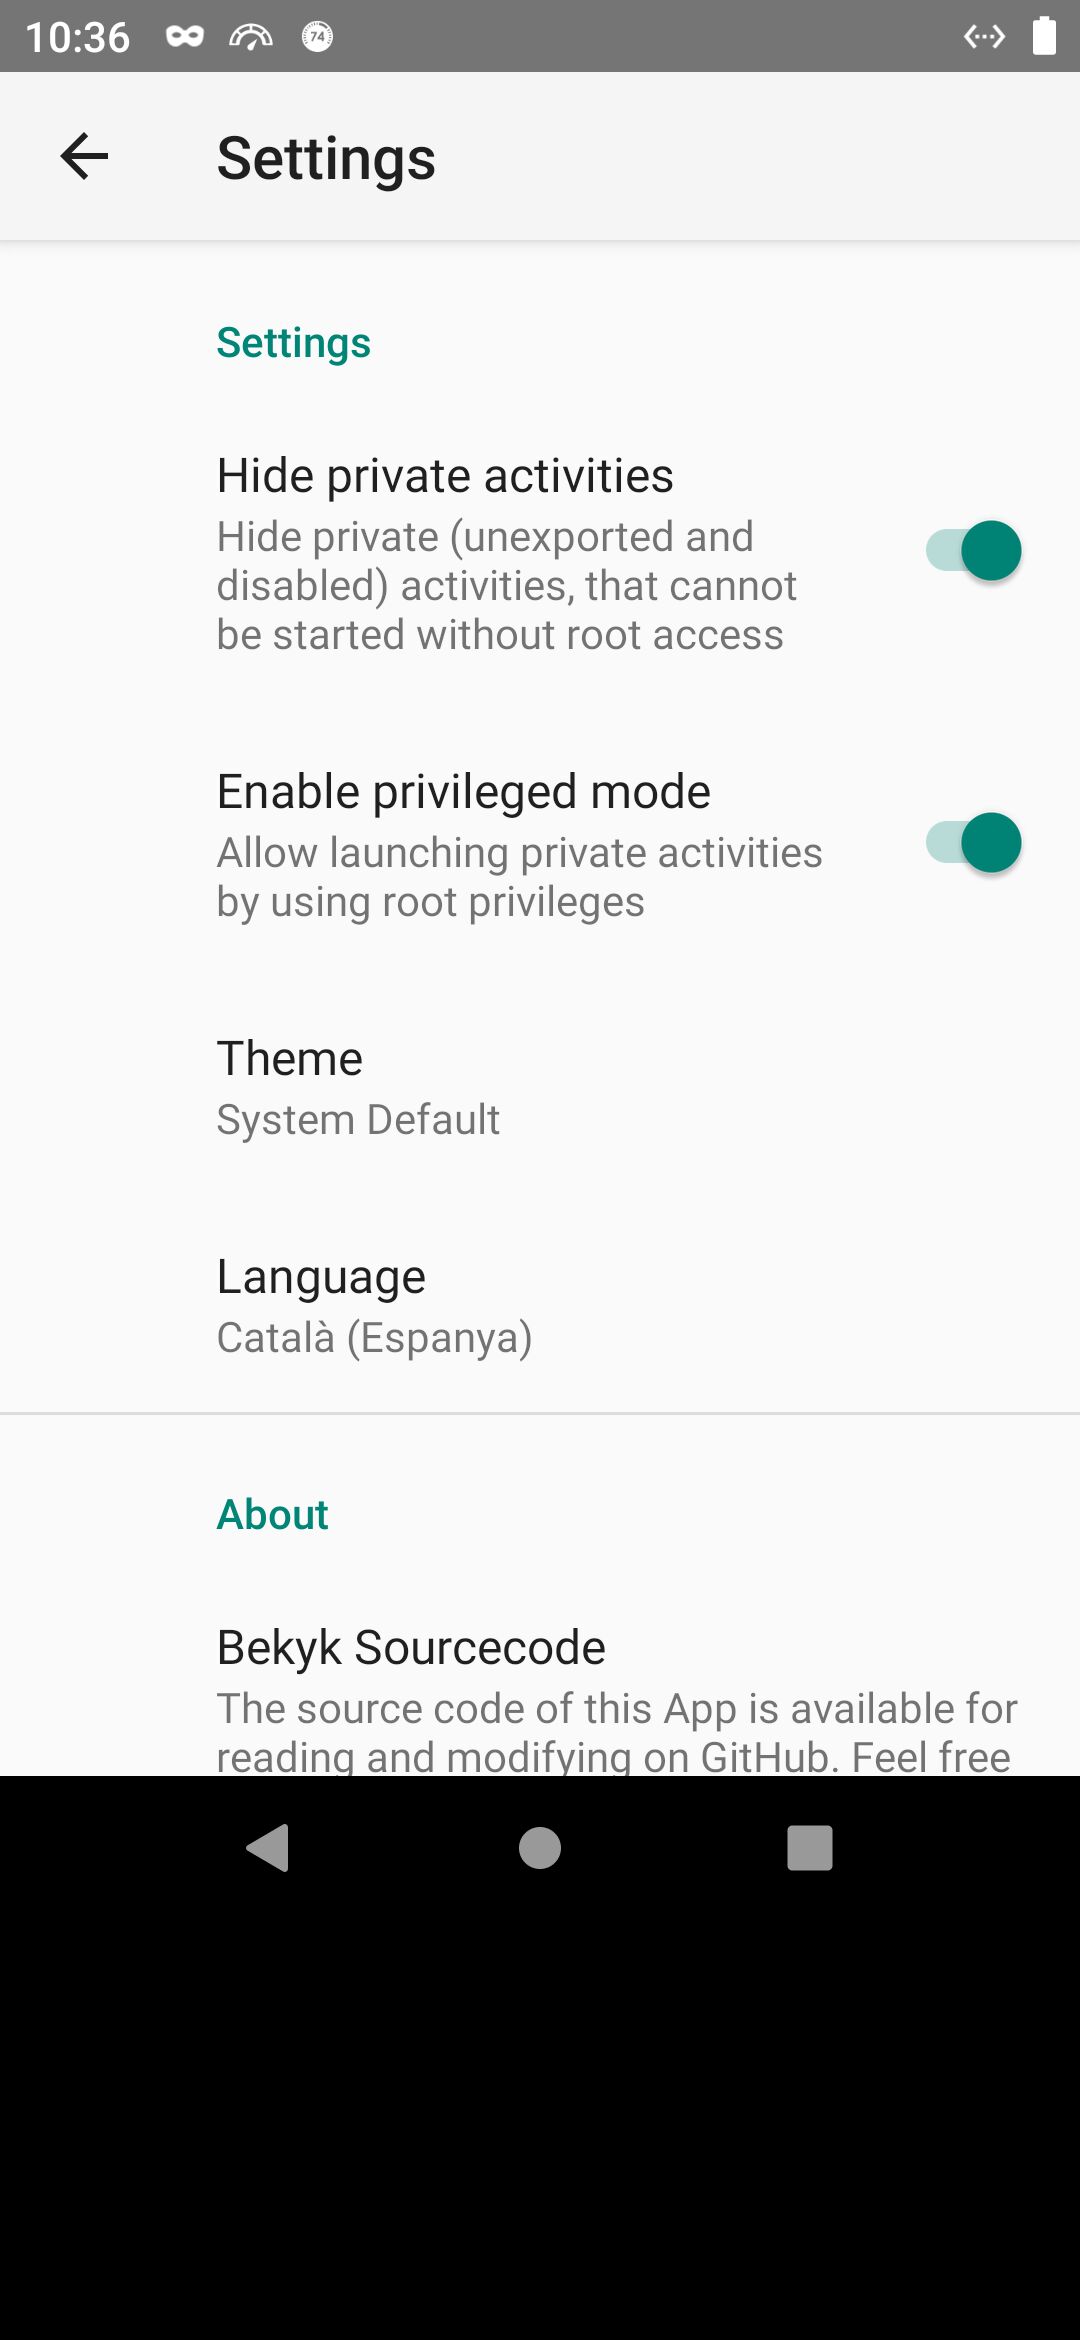 10:36
74
Settings
Settings
Hide private activities
Hide private (unexported and
disabled) activities, that cannot
be started without root access
Enable privileged mode
Allow launching private activities
by using root privileges
Theme
System Default
Language
Català (Espanya)
About
Bekyk Sourcecode
The source code of this App is available for
reading and modifying on GitHub. Feel free